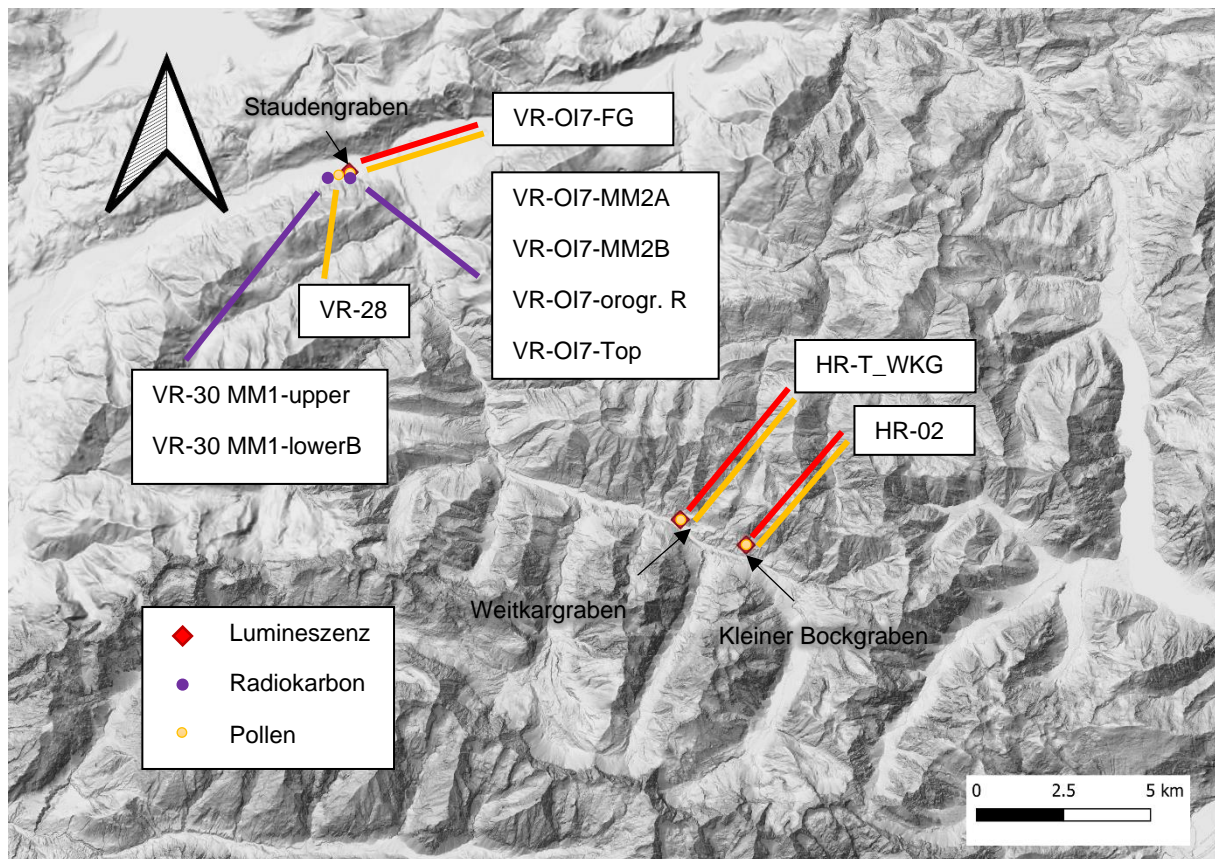 Staudengraben
VR-OI7-FG
VR-OI7-MM2A
VR-OI7-MM2B
VR-OI7-orogr. R
VR-OI7-Top
VR-28
VR-30 MM1-upper
VR-30 MM1-lowerB
HR-T_WKG
HR-02
Weitkargraben
Kleiner Bockgraben
Lumineszenz
Radiokarbon
Pollen
0 2.5 5 km